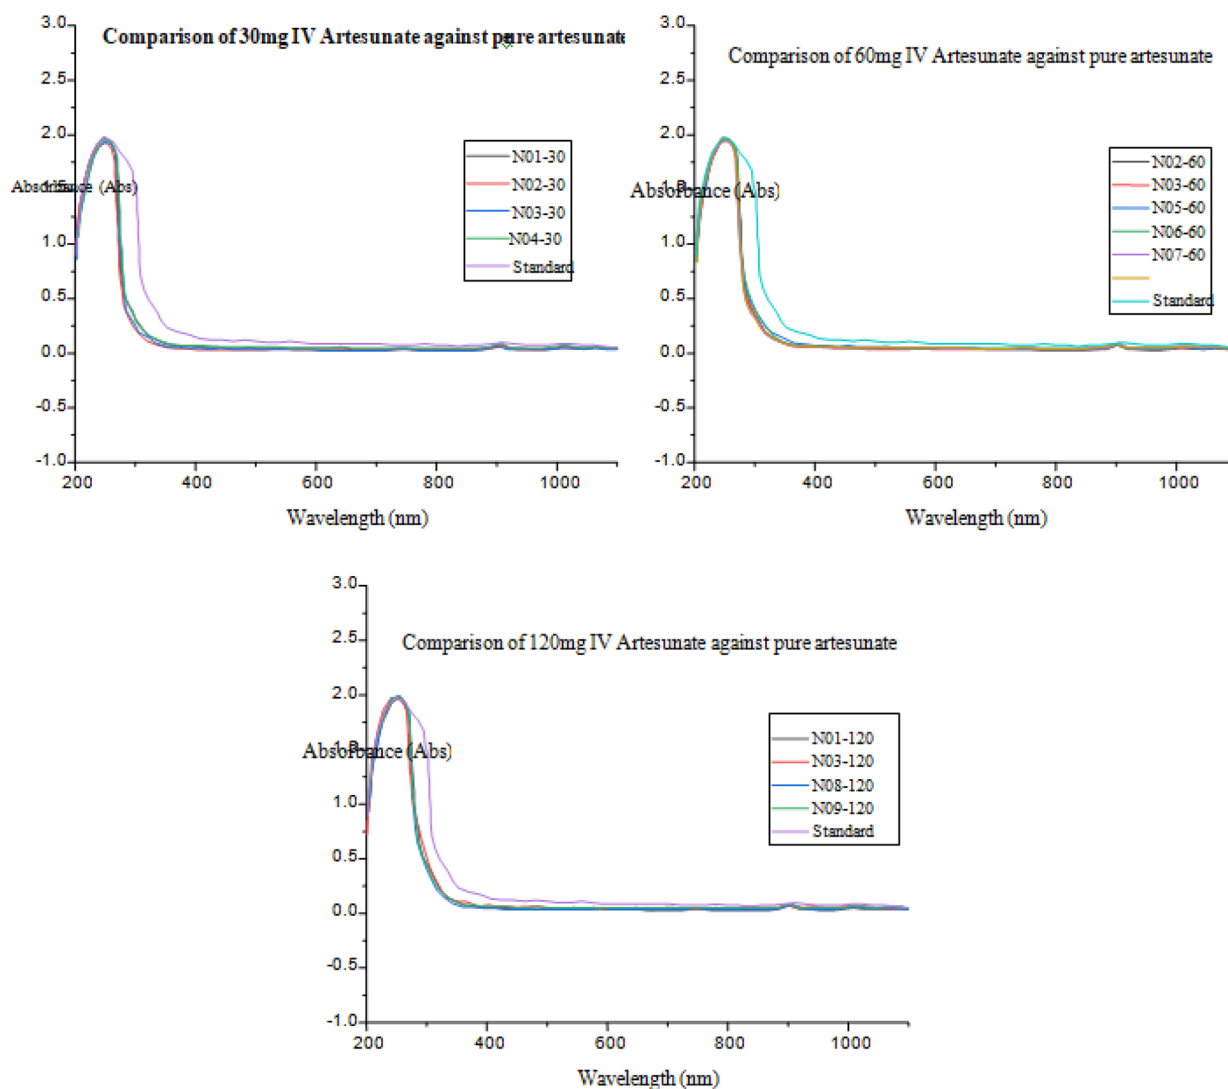 Comparison of 30mg IV Artesunate against pure artesunate
3.0
2.5
2.0
Absorbance (Abs)
1.0
0.5
0.0
-0.5
-1.0
200 400 600 800 1000
Wavelength (nm)
N01-30
N02-30
N03-30
N04-30
Standard
Comparison of 60mg IV Artesunate against pure artesunate
3.0
2.5
2.0
Absorbance (Abs)
1.0
0.5
0.0
-0.5
-1.0
200 400 600 800 1000
Wavelength (nm)
N02-60
N03-60
N05-60
N06-60
N07-60
Standard
Comparison of 120mg IV Artesunate against pure artesunate
3.0
2.5
2.0
Absorbance (Abs)
1.0
0.5
0.0
-0.5
-1.0
200 400 600 800 1000
Wavelength (nm)
N01-120
N03-120
N08-120
N09-120
Standard